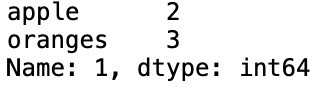 apple      2
oranges    3
Name: 1, dtype: int64